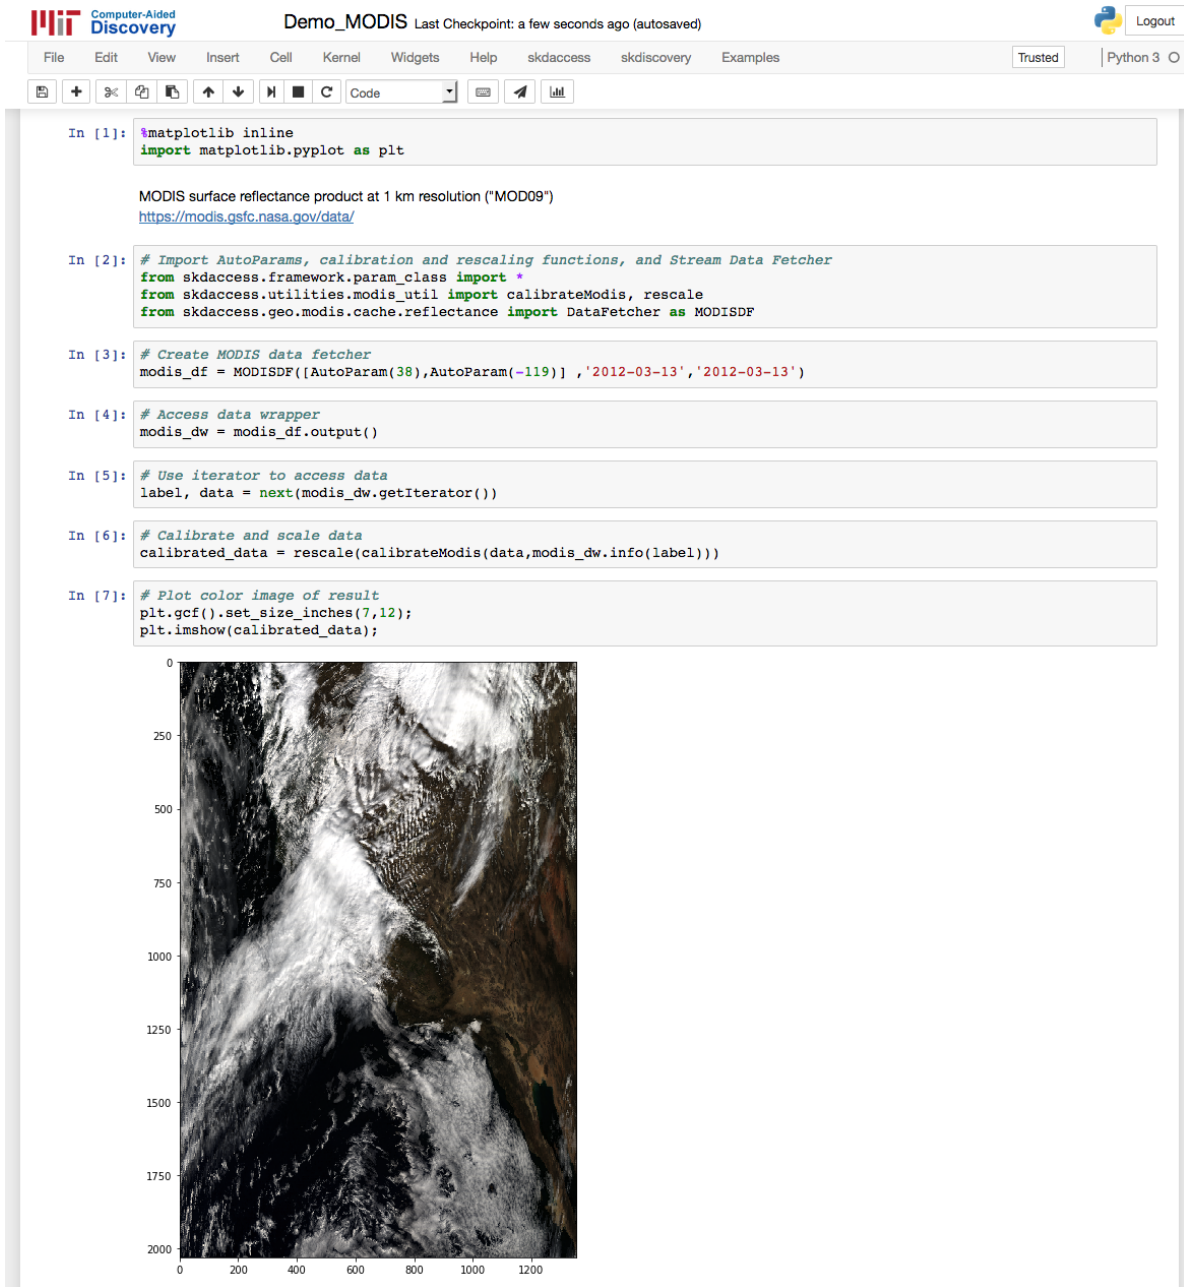 MIT Computer-Aided Discovery
Demo_MODIS Last Checkpoint: a few seconds ago (autosaved)
Logout
File Edit View Insert Cell Kernel Widgets Help skdaccess skdiscovery Examples
Trusted
Python 3
Code
In [1]: %matplotlib inline
import matplotlib.pyplot as plt
MODIS surface reflectance product at 1 km resolution ("MOD09")
https://modis.gsfc.nasa.gov/data/
In [2]: # Import AutoParams, calibration and rescaling functions, and Stream Data Fetcher
from skdaccess.framework.param_class import *
from skdaccess.utilities.modis_util import calibrateModis, rescale
from skdaccess.geo.modis.cache.reflectance import DataFetcher as MODISDF
In [3]: # Create MODIS data fetcher
modis_df = MODISDF([AutoParam(38),AutoParam(-119)] ,'2012-03-13','2012-03-13')
In [4]: # Access data wrapper
modis_dw = modis_df.output()
In [5]: # Use iterator to access data
label, data = next(modis_dw.getIterator())
In [6]: # Calibrate and scale data
calibrated_data = rescale(calibrateModis(data,modis_dw.info(label)))
In [7]: # Plot color image of result
plt.gcf().set_size_inches(7,12);
plt.imshow(calibrated_data);
0
250
500
750
1000
1250
1500
1750
2000
0 200 400 600 800 1000 1200